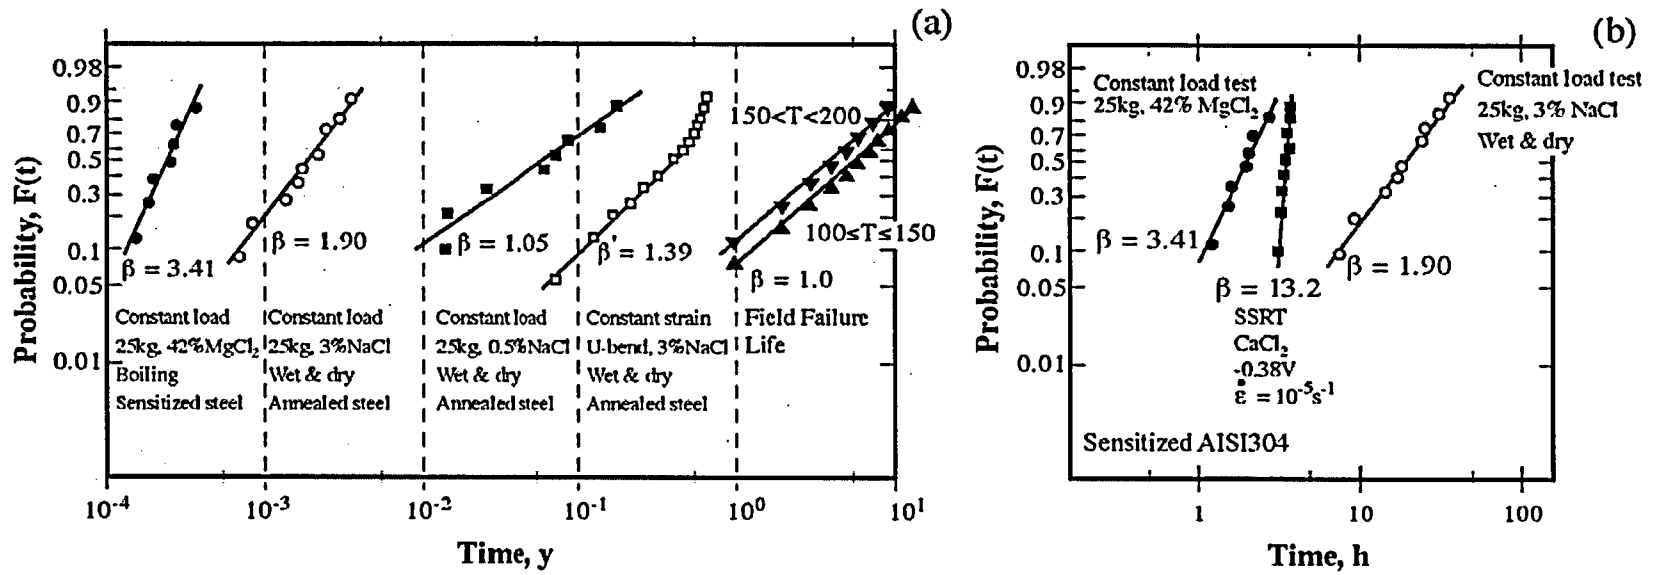 (a)
Probability, F(t)
0.98
0.9
0.7
0.5
0.3
0.1
0.05
0.01
β = 3.41
β = 1.90
β = 1.05
β' = 1.39
150<T<200
100≤T≤150
β = 1.0
Constant load
25kg, 42%MgCl₂
Boiling
Sensitized steel
Constant load
25kg, 3%NaCl
Wet & dry
Annealed steel
Constant load
25kg, 0.5%NaCl
Wet & dry
Annealed steel
Constant strain
U-bend, 3%NaCl
Wet & dry
Annealed steel
Field Failure
Life
10⁻⁴ 10⁻³ 10⁻² 10⁻¹ 10⁰ 10¹
Time, y
(b)
Probability, F(t)
0.98
0.9
0.7
0.5
0.3
0.1
0.05
0.01
Constant load test
25kg, 42% MgCl₂
Constant load test
25kg, 3% NaCl
Wet & dry
β = 3.41
β = 13.2
β = 1.90
SSRT
CaCl₂
-0.38V
ε̇ = 10⁻⁵s⁻¹
Sensitized AISI304
1 10 100
Time, h